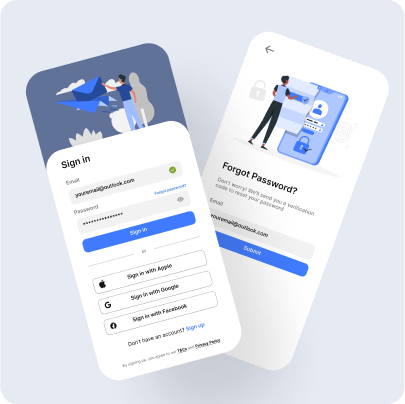 Sign in
Email
youremail@outlook.com
Forgot password?
Password
***************
Sign in
or
Sign in with Apple
Sign in with Google
Sign in with Facebook
Don't have an account? Sign up
By signing up, you agree to our T&Cs and Privacy Policy
Forgot Password?
Don't worry! We'll send you a verification
code to reset your password
Email
youremail@outlook.com
Submit